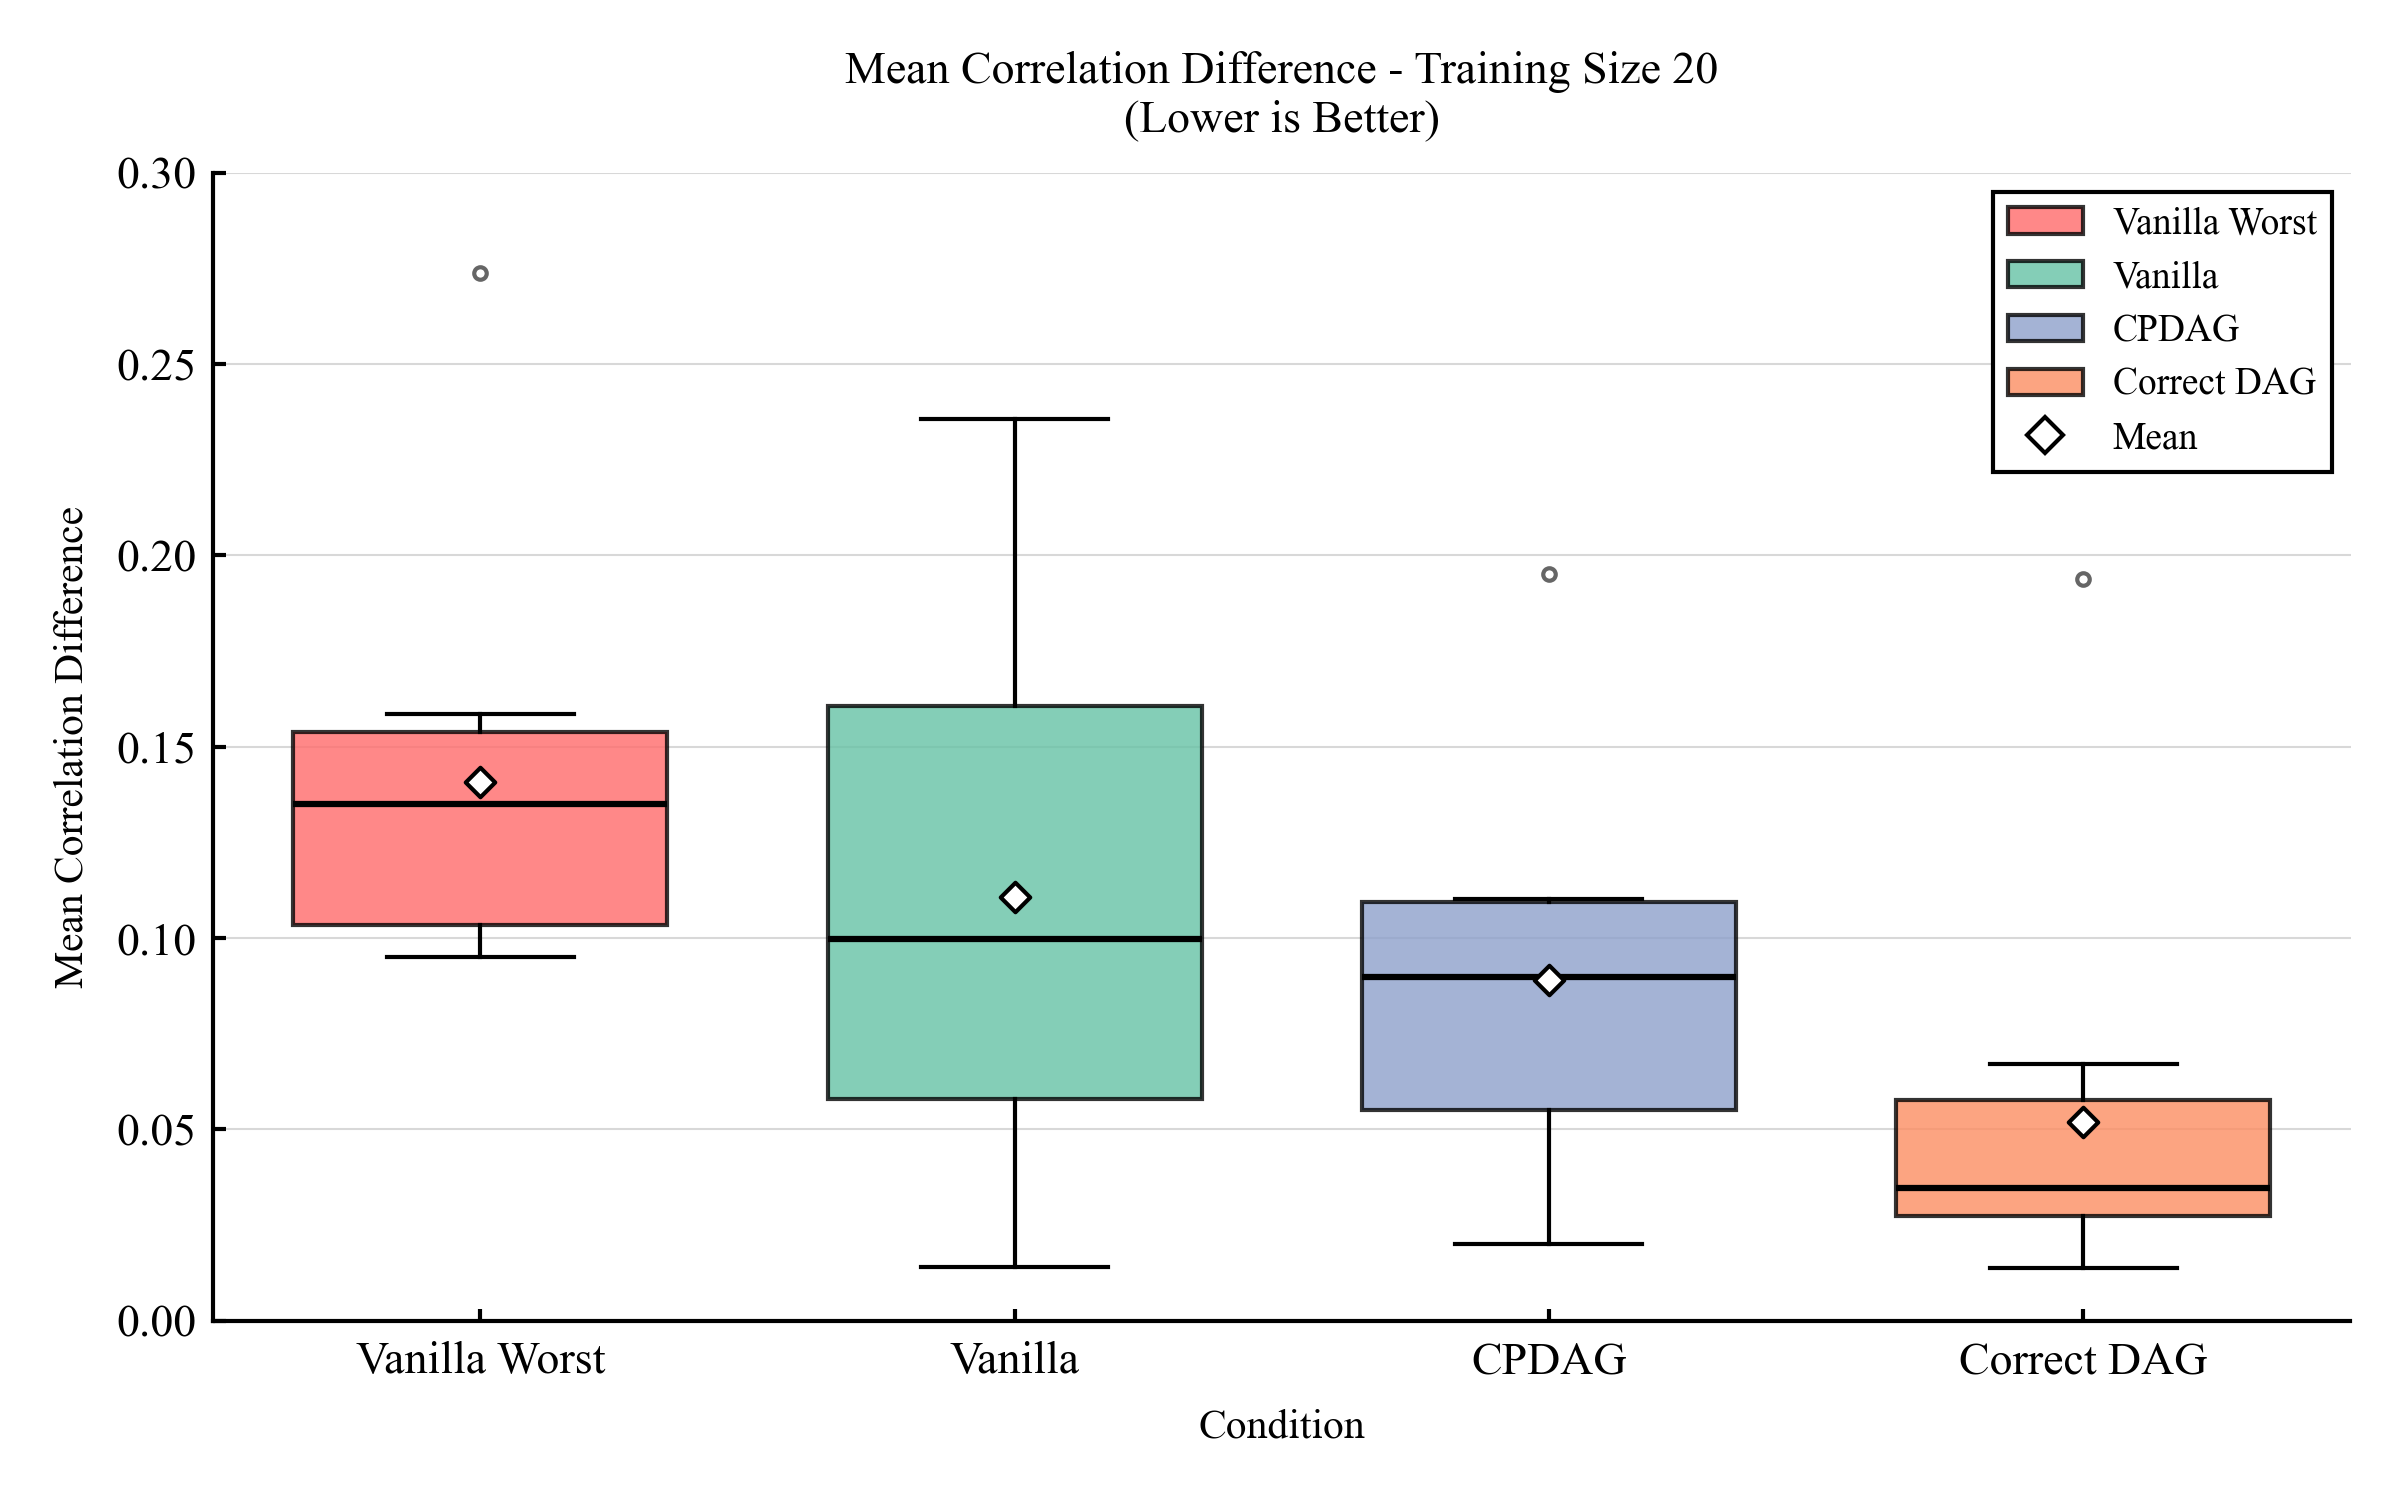 Mean Correlation Difference - Training Size 20
(Lower is Better)
Mean Correlation Difference
0.30
0.25
0.20
0.15
0.10
0.05
0.00
Vanilla Worst
Vanilla
CPDAG
Correct DAG
Mean
Vanilla Worst
Vanilla
CPDAG
Correct DAG
Condition